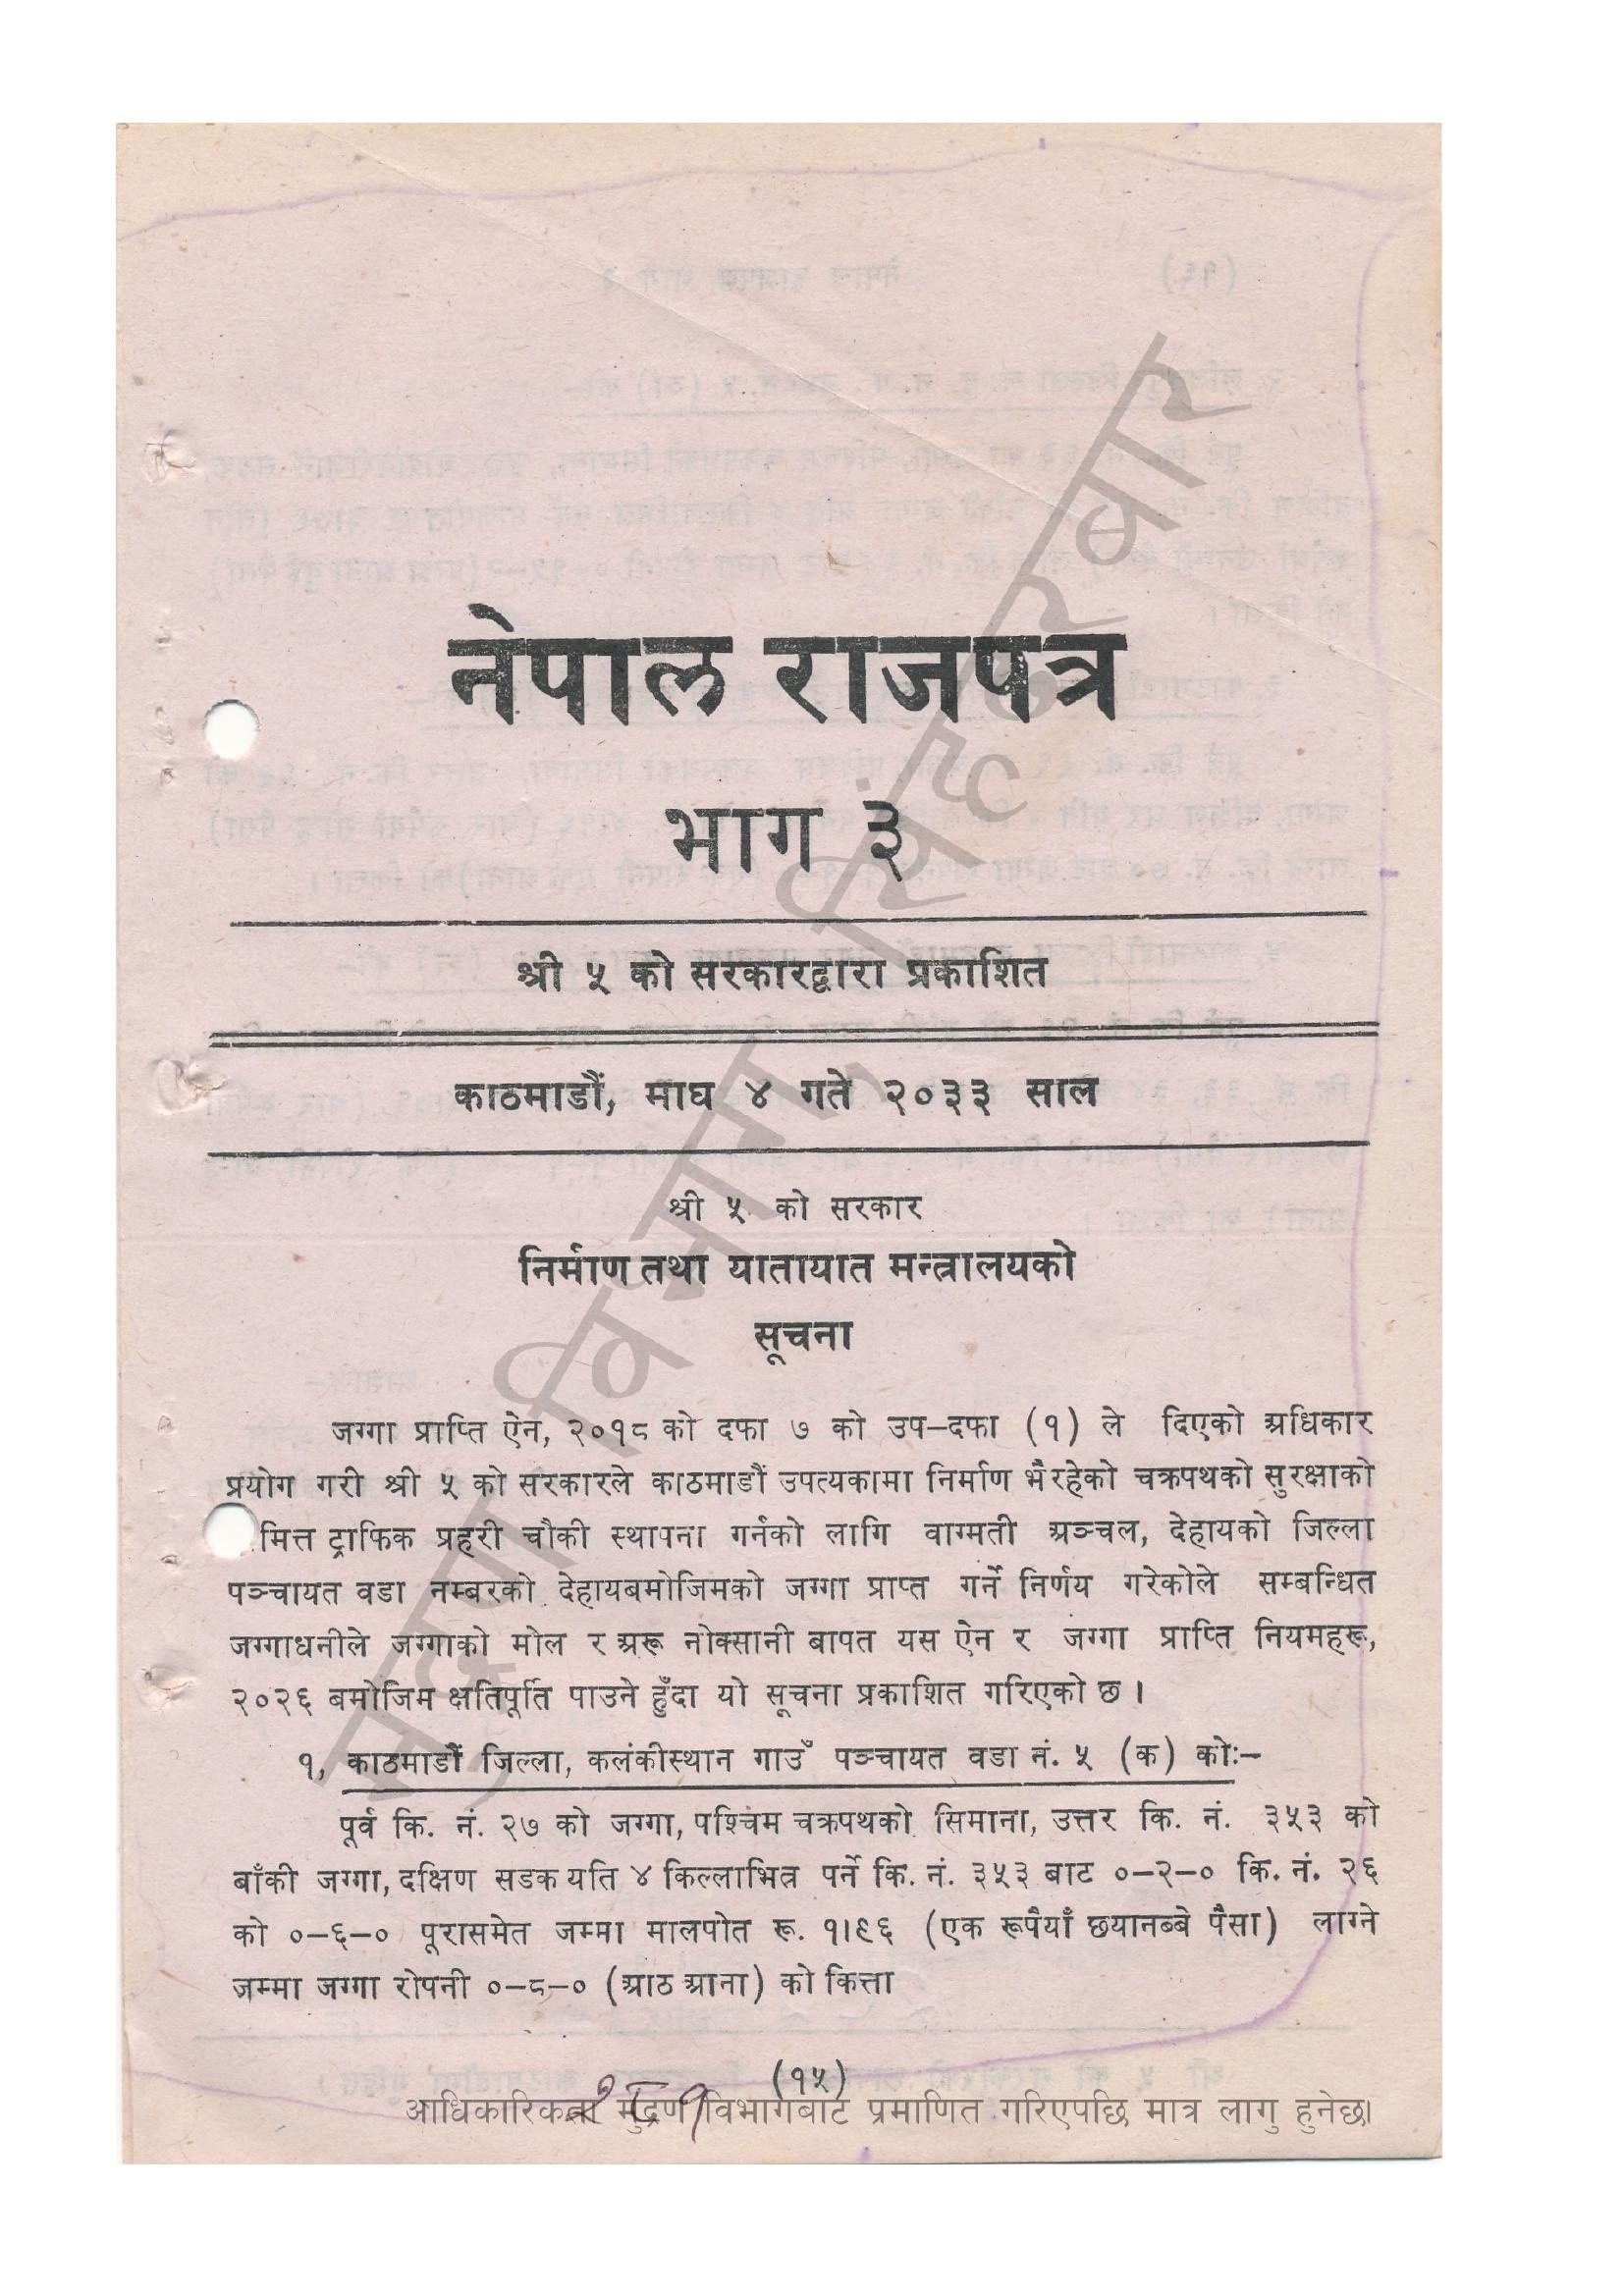 नेपाल राजपत्र
भाग ३
श्री ५ को सरकारद्वारा प्रकाशित
काठमाडौं, माघ ४ गते २०३३ साल
श्री ५ को सरकार
निर्माण तथा यातायात मन्त्रालयको
सूचना
जग्गा प्राप्ति ऐन, २०१८ को दफा ७ को उप-दफा (१) ले दिएको अधिकार
प्रयोग गरी श्री ५ को सरकारले काठमाडौं उपत्यकामा निर्माण भैरहेको चक्रपथको सुरक्षाको
मित्त ट्राफिक प्रहरी चौकी स्थापना गर्नको लागि वाग्मती अञ्चल, देहायको जिल्ला
पञ्चायत वडा नम्बरको देहायबमोजिमको जग्गा प्राप्त गर्ने निर्णय गरेकोले सम्बन्धित
जग्गाधनीले जग्गाको मोल र अरू नोक्सानी बापत यस ऐन र जग्गा प्राप्ति नियमहरू,
२०२६ बमोजिम क्षतिपूर्ति पाउने हुँदा यो सूचना प्रकाशित गरिएको छ ।
१, काठमाडौं जिल्ला, कलंकीस्थान गाउँ पञ्चायत वडा नं. ५ (क) कोः-
पूर्व कि. नं. २७ को जग्गा, पश्चिम चक्रपथको सिमाना, उत्तर कि. नं. ३५३ को
बाँकी जग्गा, दक्षिण सडक यति ४ किल्लाभित्र पर्ने कि. नं. ३५३ बाट ०-२-० कि. नं. २६
को ०-६-० पूरासमेत जम्मा मालपोत रू. १।९६ (एक रूपैयाँ छयानब्बे पैसा) लाग्ने
जम्मा जग्गा रोपनी ०-८-० (आठ आना) को कित्ता
(१५)
आधिकारिकता मुद्रण विभागबाट प्रमाणित गरिएपछि मात्र लागु हुनेछ।
मुद्रण विभाग, सिंहदरबार